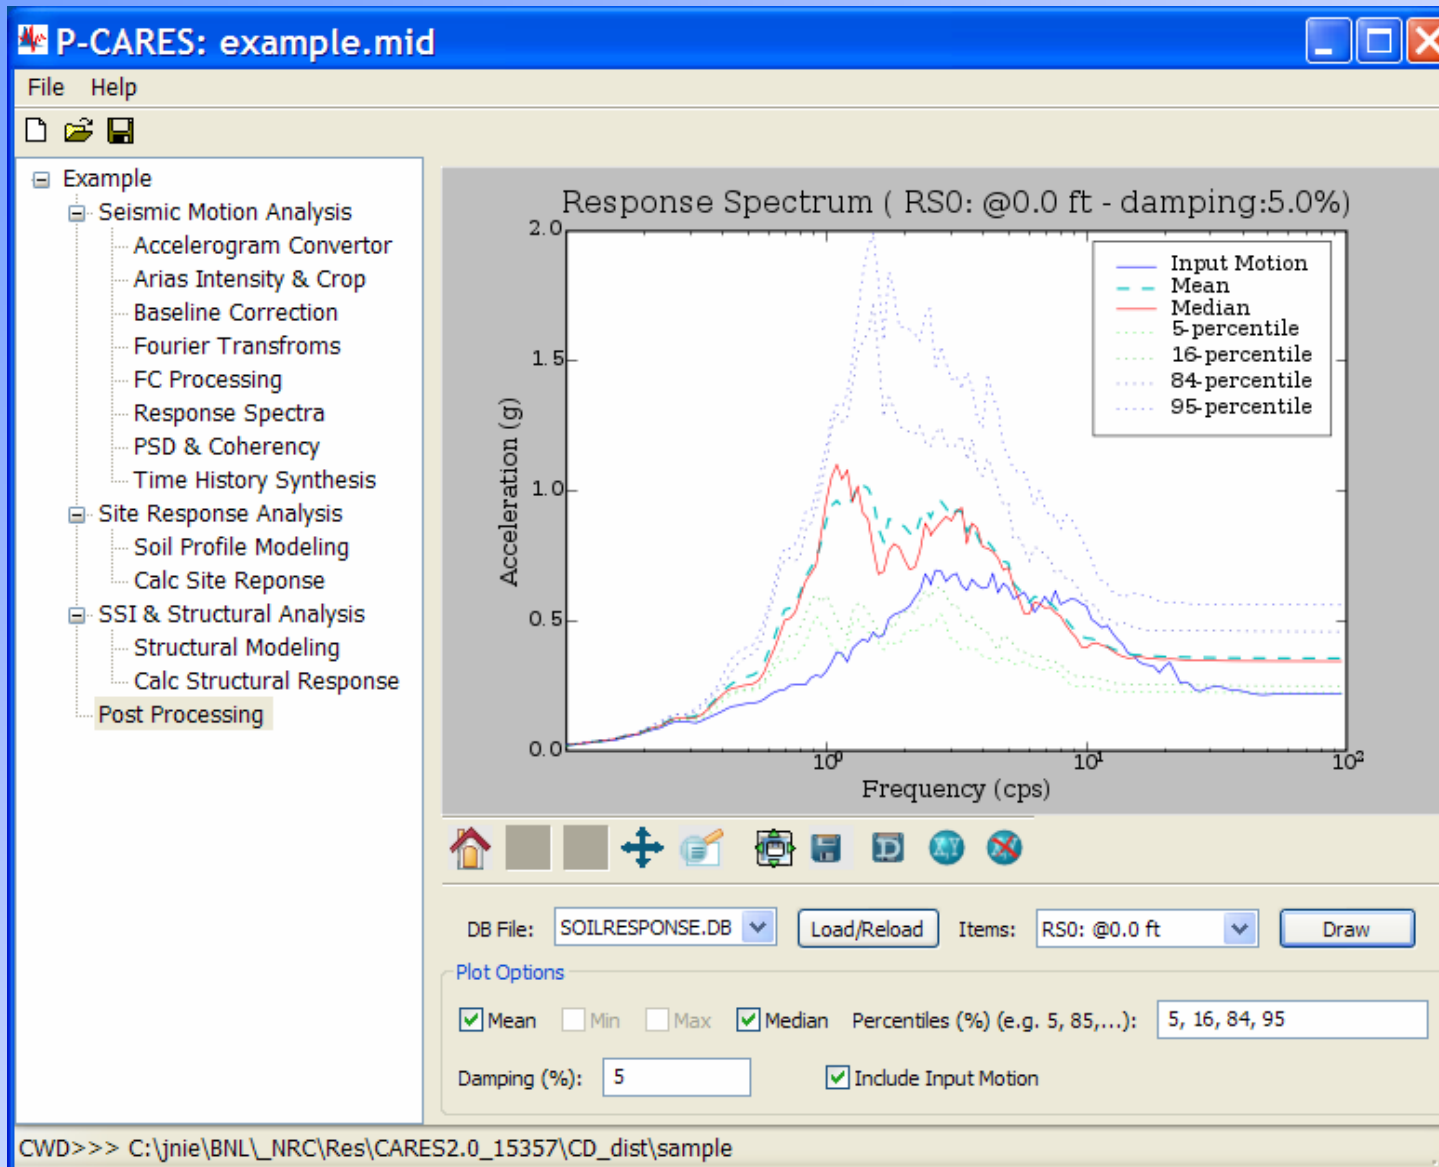 P-CARES: example.mid
File Help
Example
Seismic Motion Analysis
Accelerogram Convertor
Arias Intensity & Crop
Baseline Correction
Fourier Transfroms
FC Processing
Response Spectra
PSD & Coherency
Time History Synthesis
Site Response Analysis
Soil Profile Modeling
Calc Site Reponse
SSI & Structural Analysis
Structural Modeling
Calc Structural Response
Post Processing
Response Spectrum ( RS0: @0.0 ft - damping:5.0%)
2.0
1.5
1.0
0.5
0.0
Acceleration (g)
Input Motion
Mean
Median
5-percentile
16-percentile
84-percentile
95-percentile
10⁰ 10¹ 10²
Frequency (cps)
D X,Y
DB File: SOILRESPONSE.DB Load/Reload Items: RS0: @0.0 ft Draw
Plot Options
Mean Min Max Median Percentiles (%) (e.g. 5, 85,...): 5, 16, 84, 95
Damping (%): 5 Include Input Motion
CWD>>> C:\jnie\BNL\_NRC\Res\CARES2.0_15357\CD_dist\sample